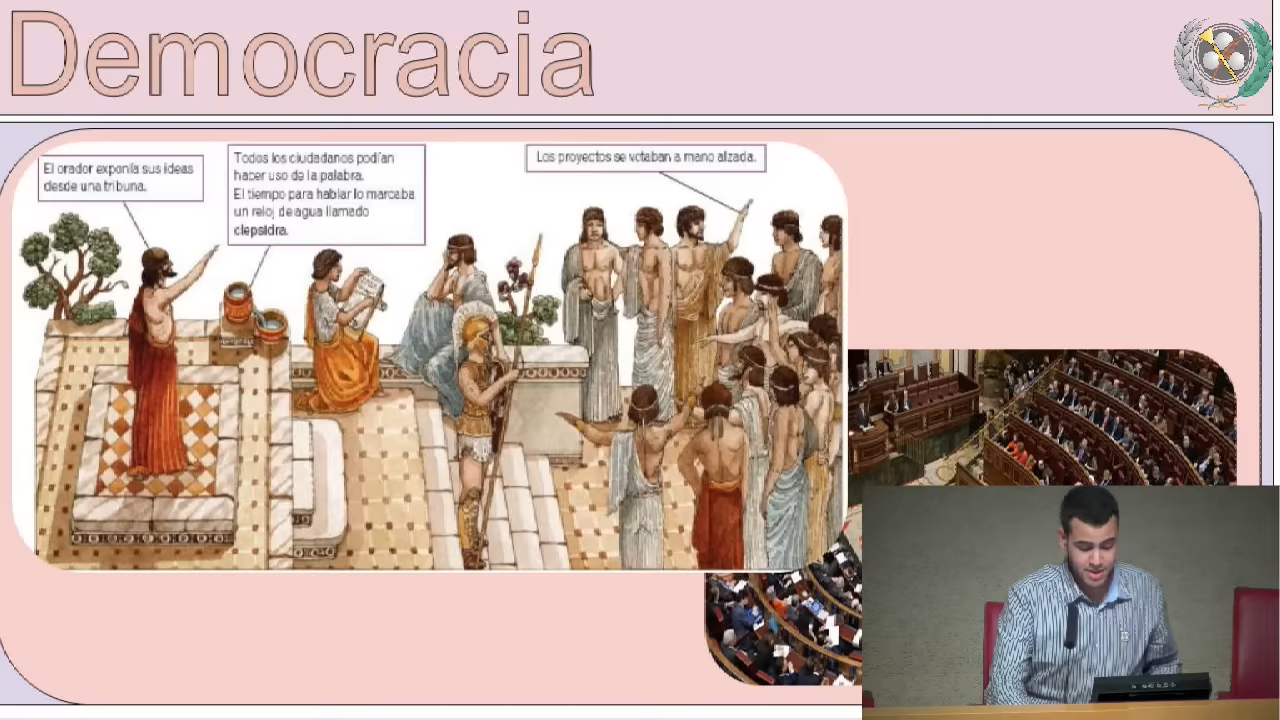 Democracia
El orador exponía sus ideas
desde una tribuna.
Todos los ciudadanos podían
hacer uso de la palabra.
El tiempo para hablar lo marcaba
un reloj de agua llamado
clepsidra.
Los proyectos se votaban a mano alzada.